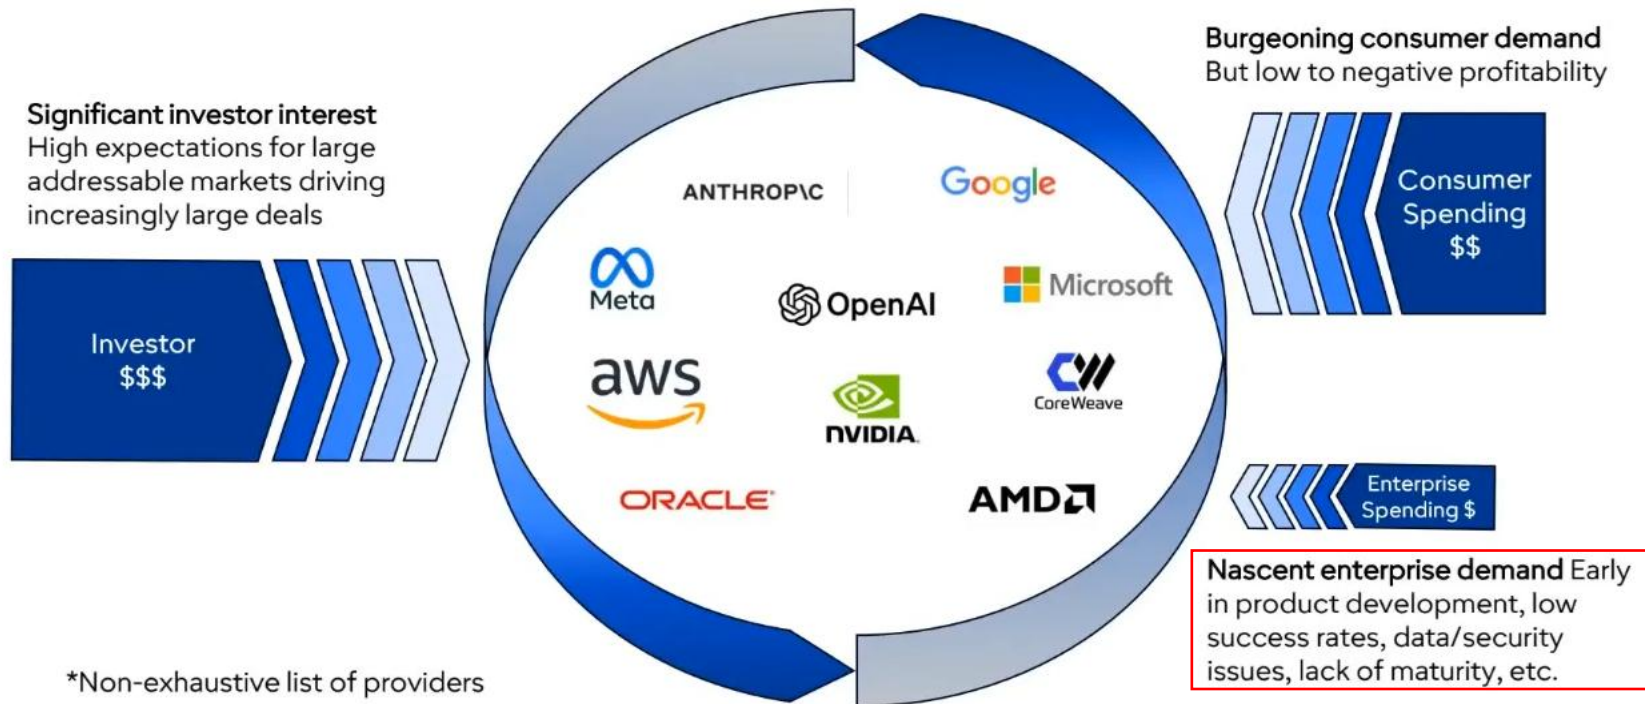 Significant investor interest
High expectations for large
addressable markets driving
increasingly large deals
Investor
$$$
ANTHROP\C
Google
Meta
OpenAI
Microsoft
aws
NVIDIA.
CoreWeave
ORACLE
AMD
Burgeoning consumer demand
But low to negative profitability
Consumer
Spending
$$
Enterprise
Spending $
Nascent enterprise demand Early
in product development, low
success rates, data/security
issues, lack of maturity, etc.
*Non-exhaustive list of providers